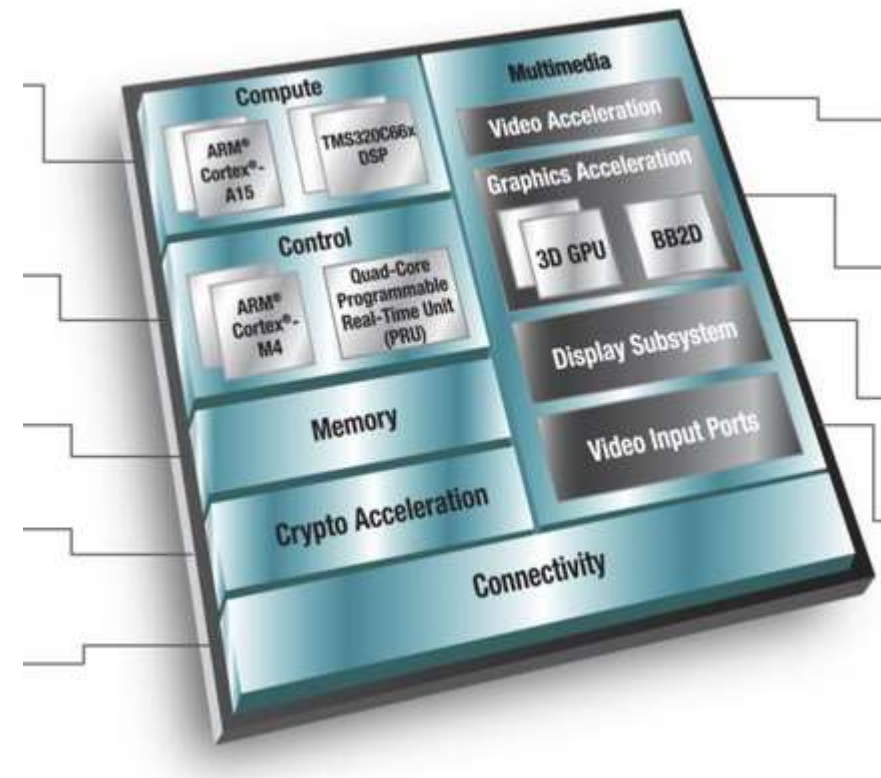 Compute
ARM®
Cortex®-
A15
TMS320C66x
DSP
Control
ARM®
Cortex®-
M4
Quad-Core
Programmable
Real-Time Unit
(PRU)
Memory
Crypto Acceleration
Connectivity
Multimedia
Video Acceleration
Graphics Acceleration
3D GPU
BB2D
Display Subsystem
Video Input Ports